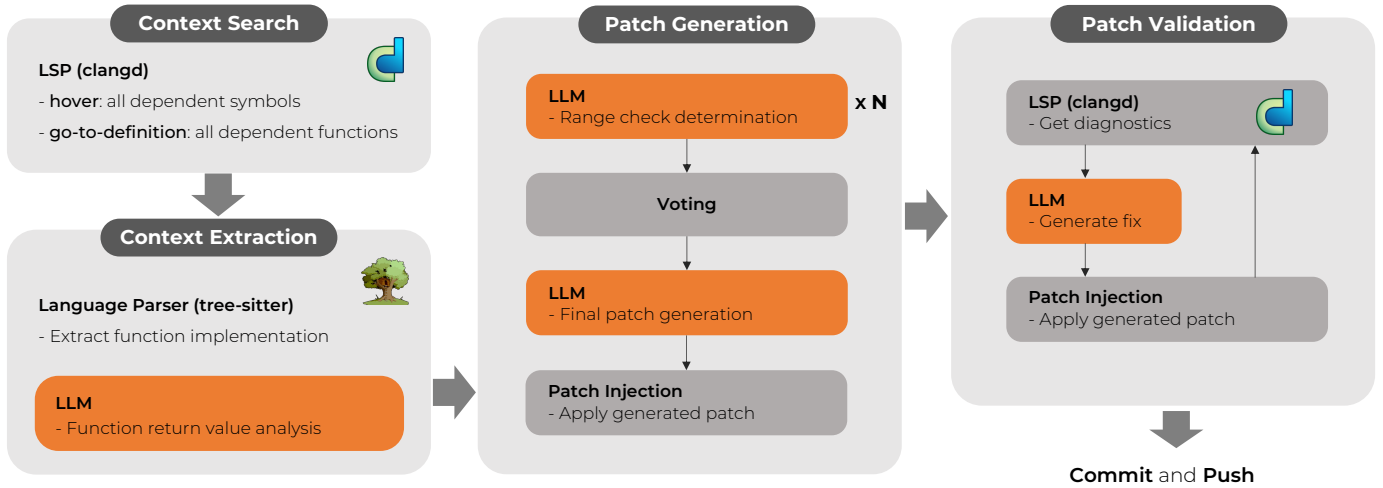 Context Search
LSP (clangd)
- hover: all dependent symbols
- go-to-definition: all dependent functions
Context Extraction
Language Parser (tree-sitter)
- Extract function implementation
LLM
- Function return value analysis
Patch Generation
LLM
- Range check determination
x N
Voting
LLM
- Final patch generation
Patch Injection
- Apply generated patch
Patch Validation
LSP (clangd)
- Get diagnostics
LLM
- Generate fix
Patch Injection
- Apply generated patch
Commit and Push